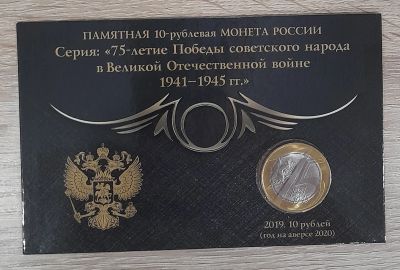 ПАМЯТНАЯ 10-рублевая МОНЕТА РОССИИ
Серия: «75-летие Победы советского народа
в Великой Отечественной войне
1941–1945 гг.»
2019. 10 рублей
(год на аверсе 2020)